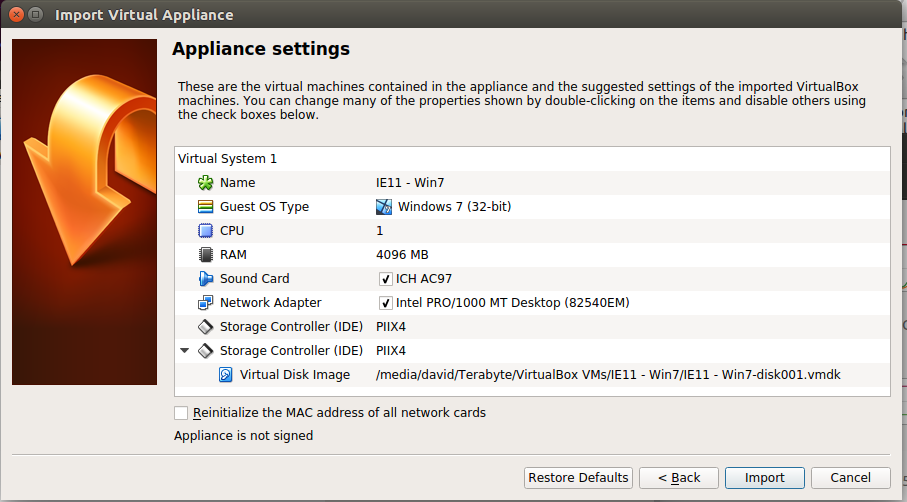 Import Virtual Appliance
Appliance settings
These are the virtual machines contained in the appliance and the suggested settings of the imported VirtualBox
machines. You can change many of the properties shown by double-clicking on the items and disable others using
the check boxes below.
Virtual System 1
Name IE11 - Win7
Guest OS Type Windows 7 (32-bit)
CPU 1
RAM 4096 MB
Sound Card ICH AC97
Network Adapter Intel PRO/1000 MT Desktop (82540EM)
Storage Controller (IDE) PIIX4
Storage Controller (IDE) PIIX4
Virtual Disk Image /media/david/Terabyte/VirtualBox VMs/IE11 - Win7/IE11 - Win7-disk001.vmdk
Reinitialize the MAC address of all network cards
Appliance is not signed
Restore Defaults < Back Import Cancel